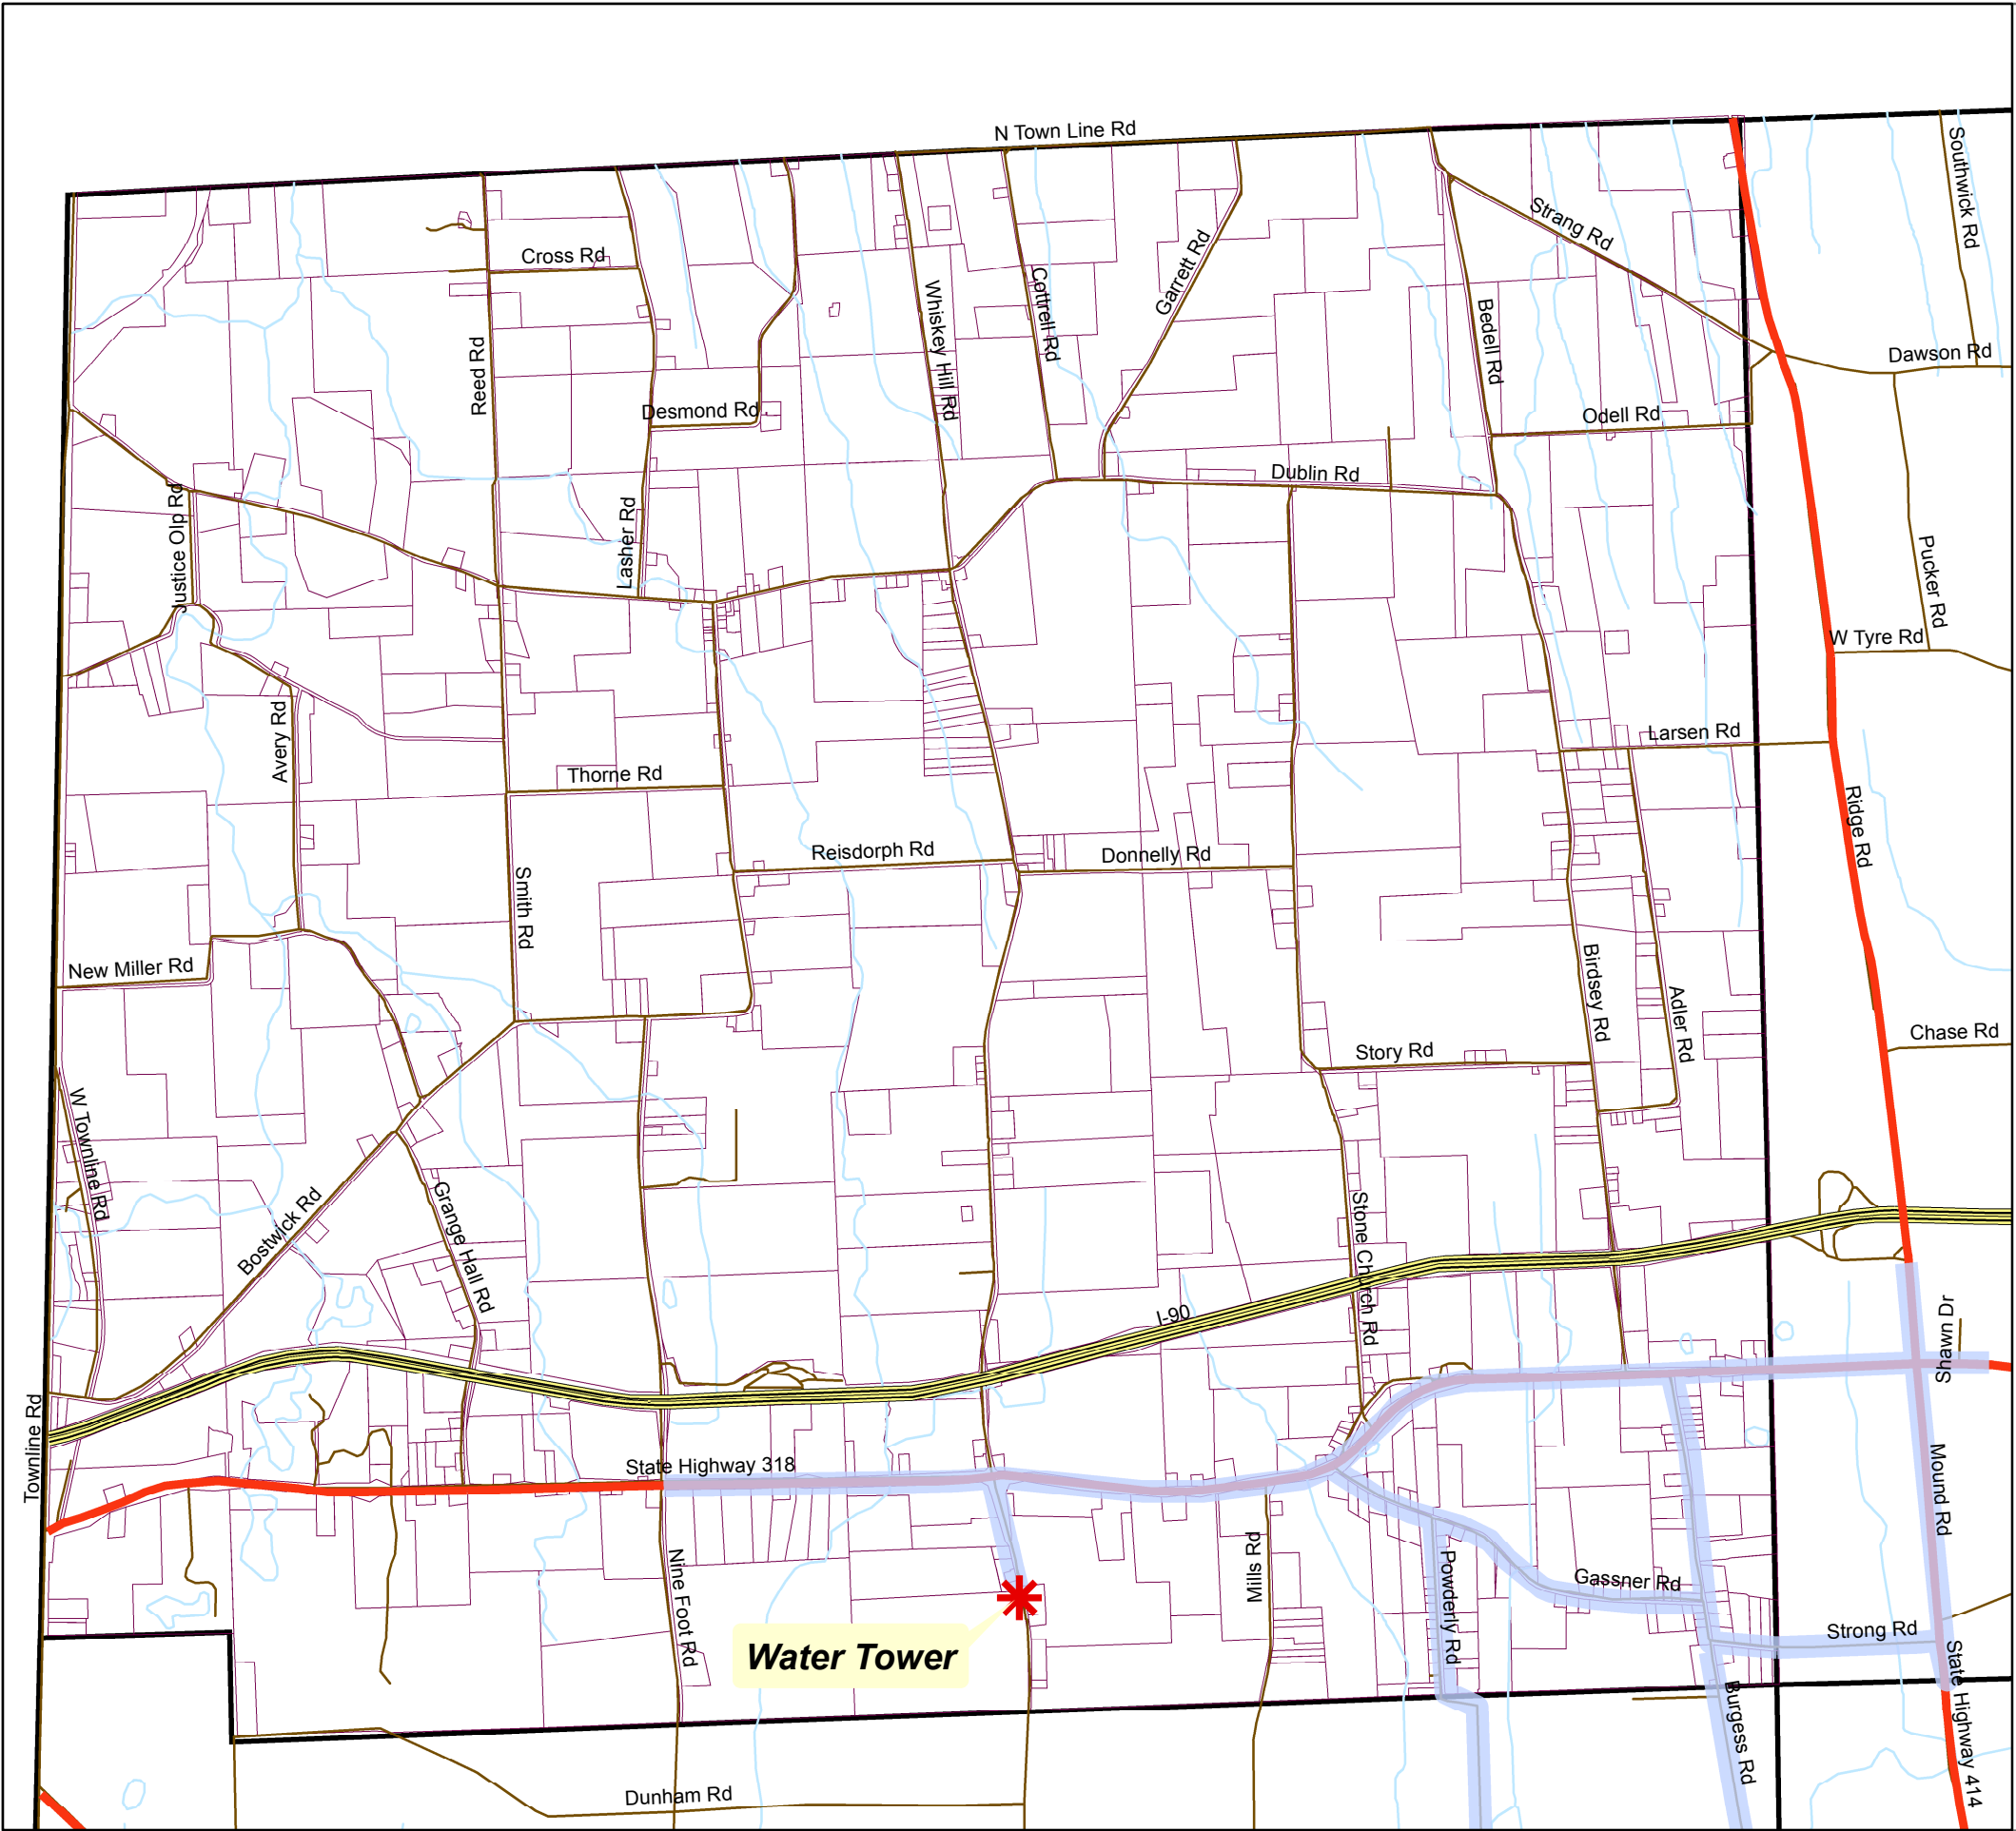 N Town Line Rd
Southwick Rd
Strang Rd
Cross Rd
Garrett Rd
Cottrell Rd
Whiskey Hill Rd
Bedell Rd
Reed Rd
Dawson Rd
Desmond Rd
Odell Rd
Dublin Rd
Justice Olp Rd
Lasher Rd
Pucker Rd
W Tyre Rd
Avery Rd
Larsen Rd
Thorne Rd
Ridge Rd
Reisdorph Rd
Donnelly Rd
Smith Rd
New Miller Rd
Birdsey Rd
Adler Rd
Chase Rd
Story Rd
W Townline Rd
Bostwick Rd
Grange Hall Rd
Stone Church Rd
I-90
Shawn Dr
Townline Rd
State Highway 318
Mound Rd
Mills Rd
Nine Foot Rd
Powderly Rd
Gassner Rd
Strong Rd
Water Tower
State Highway 414
Burgess Rd
Dunham Rd